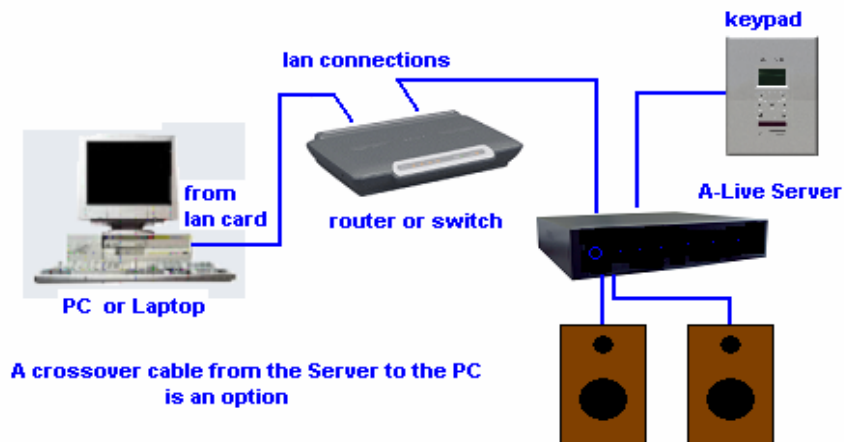 keypad
lan connections
from
lan card
A-Live Server
router or switch
PC or Laptop
A crossover cable from the Server to the PC
is an option